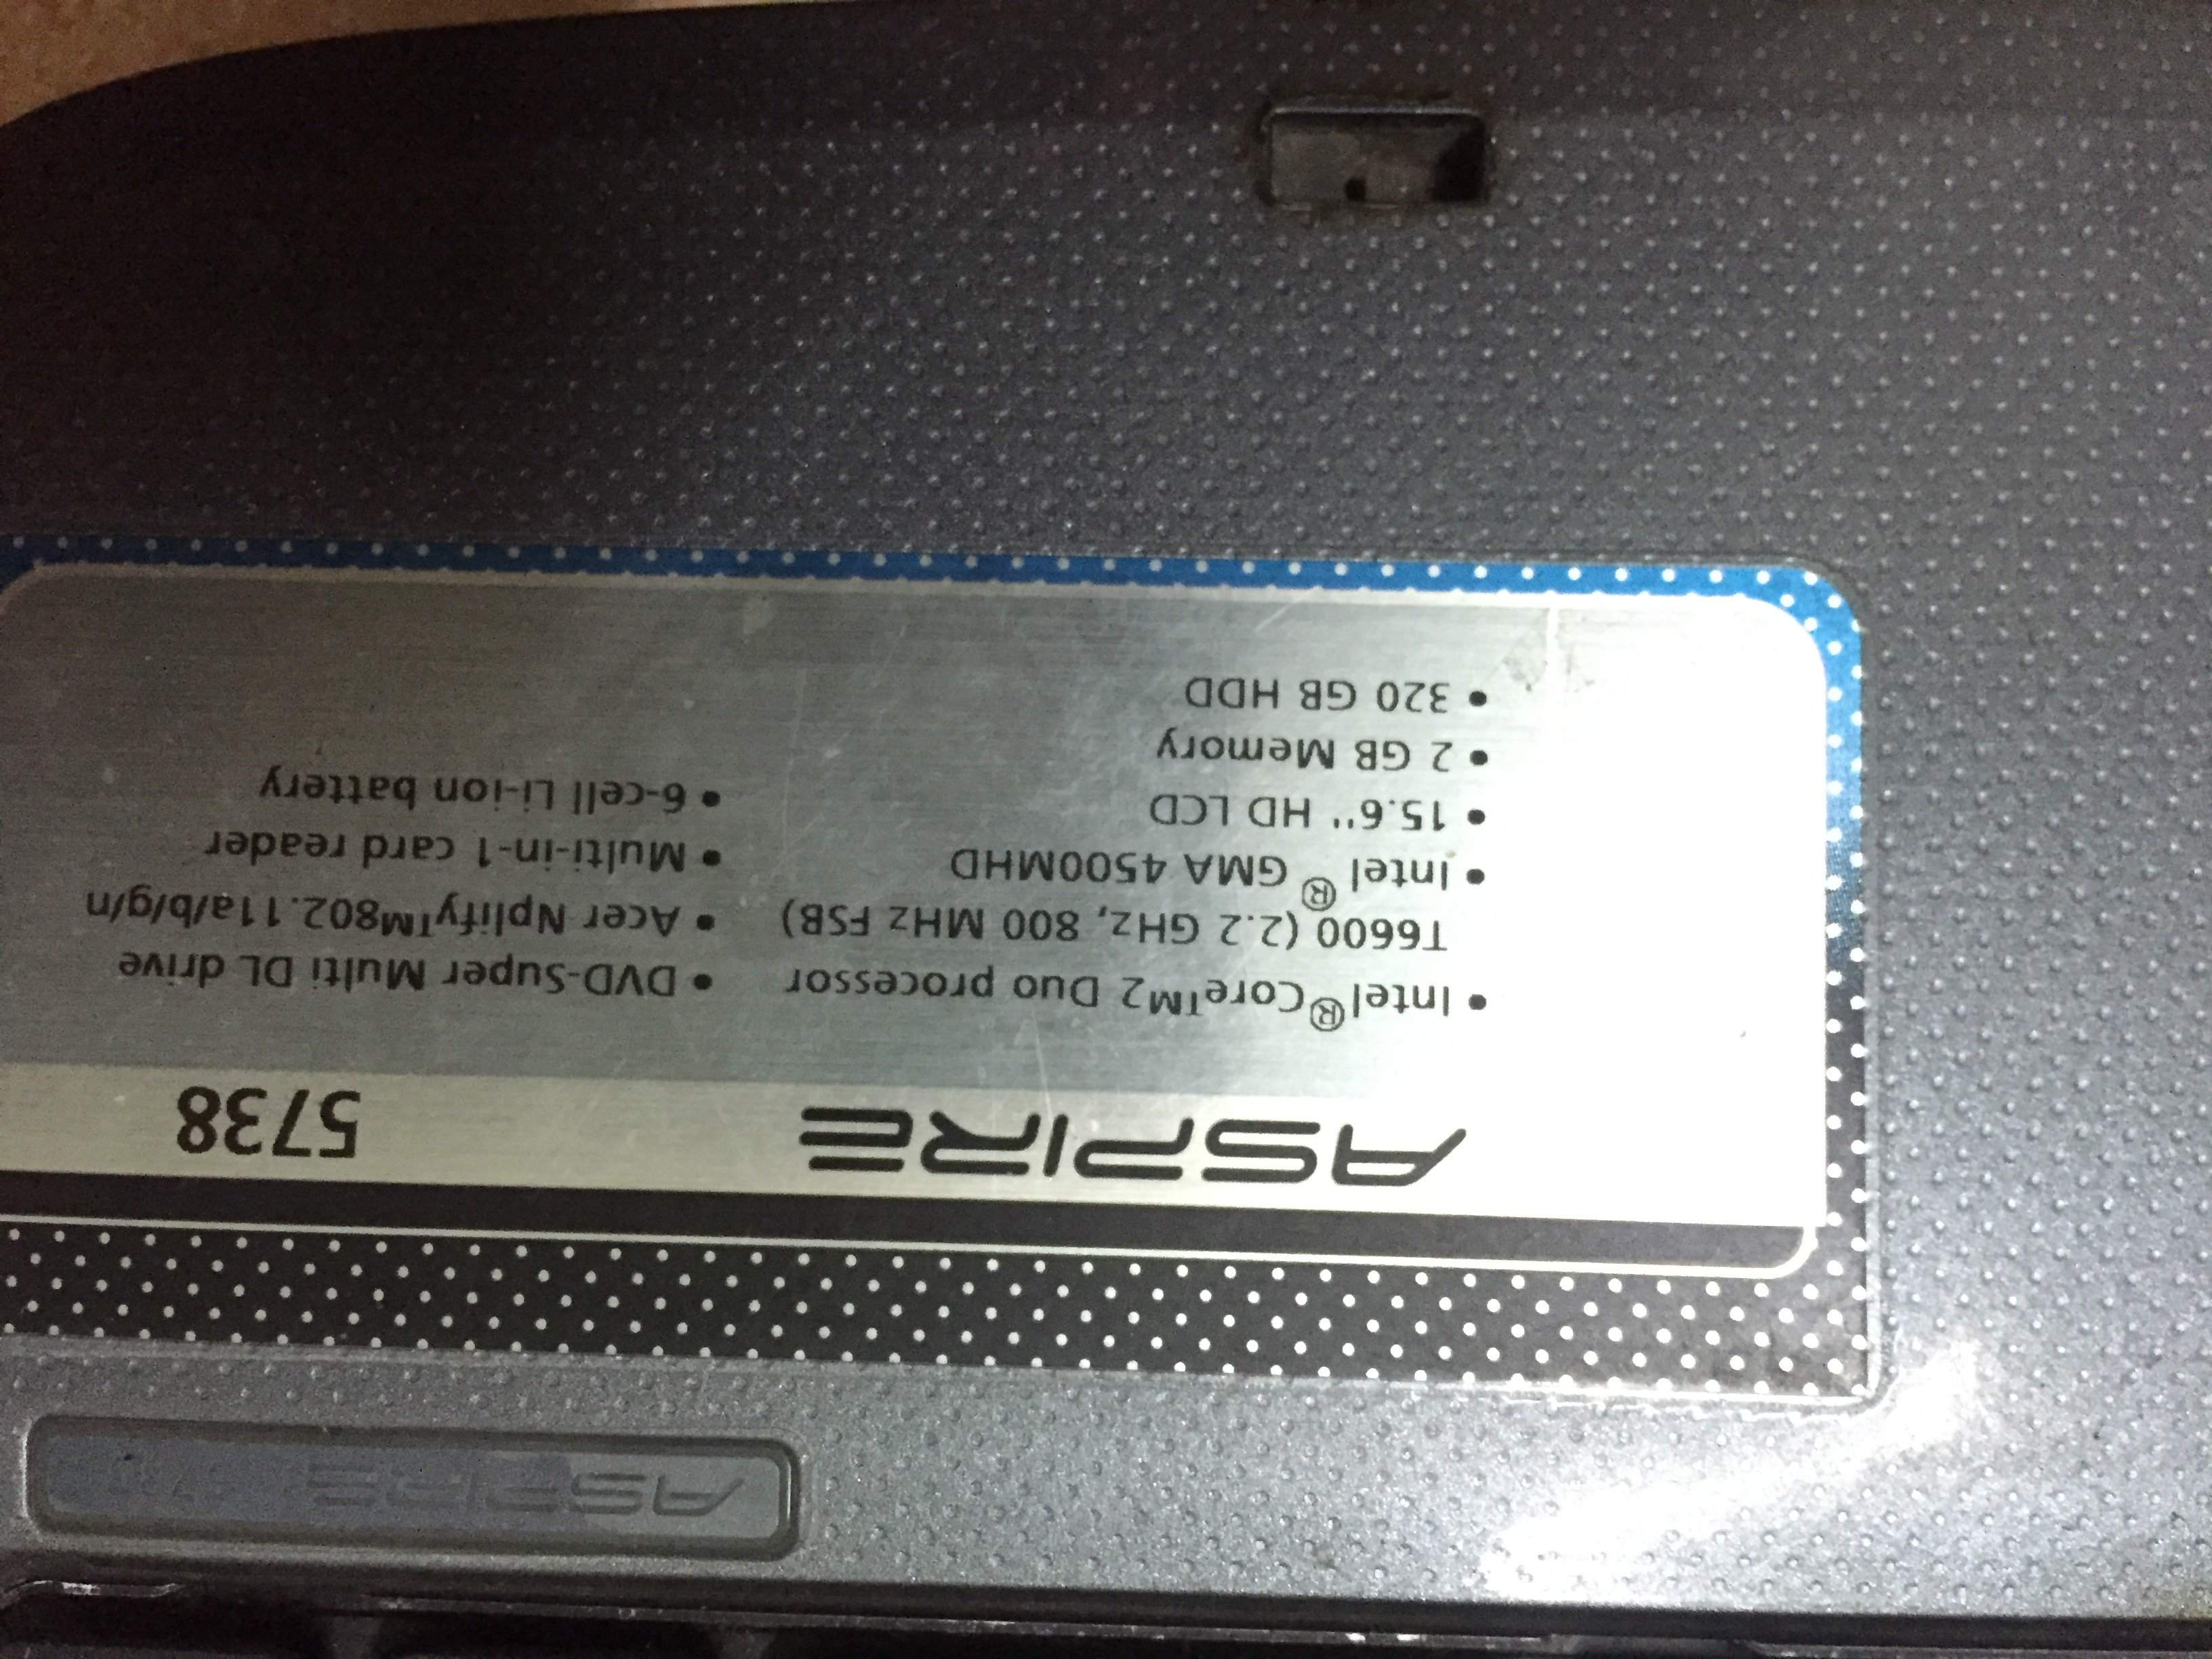 ASPIRE 5738
• Intel®Core™2 Duo processor
T6600 (2.2 GHz, 800 MHz FSB)
• Intel® GMA 4500MHD
• 15.6'' HD LCD
• 2 GB Memory
• 320 GB HDD
• DVD-Super Multi DL drive
• Acer Nplify™802.11a/b/g/n
• Multi-in-1 card reader
• 6-cell Li-ion battery
ASPIRE